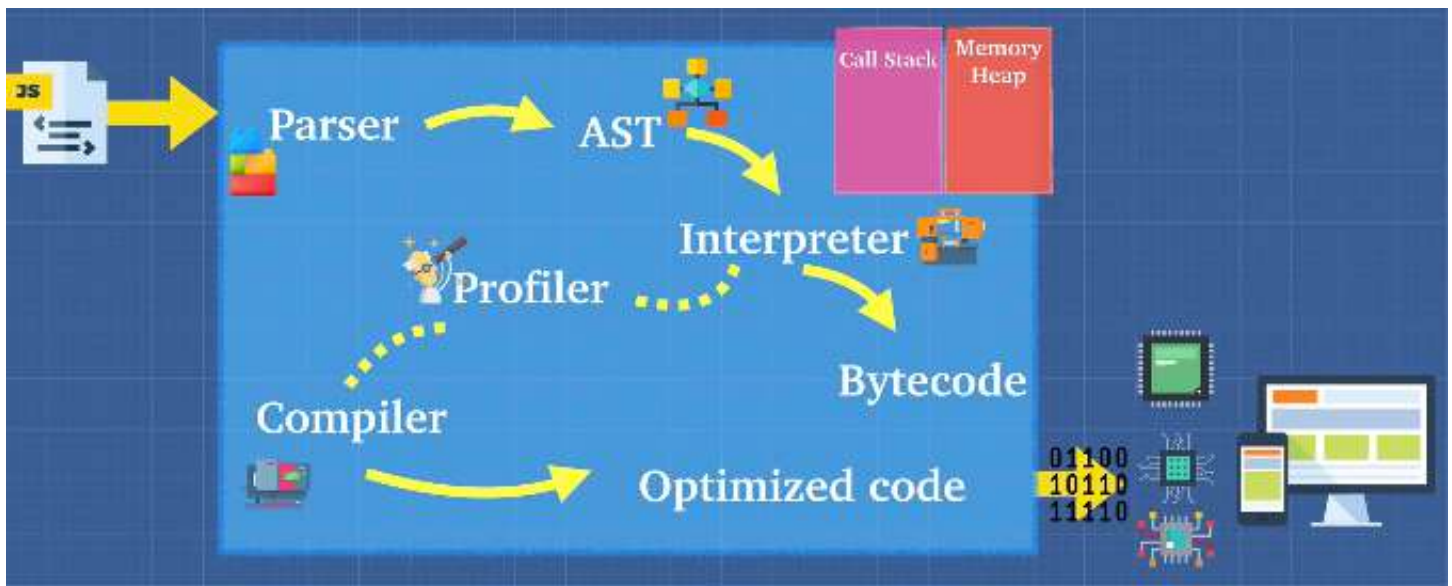 JS
Parser
AST
Call Stack
Memory
Heap
Interpreter
Profiler
Bytecode
Compiler
Optimized code
01100
10110
11110